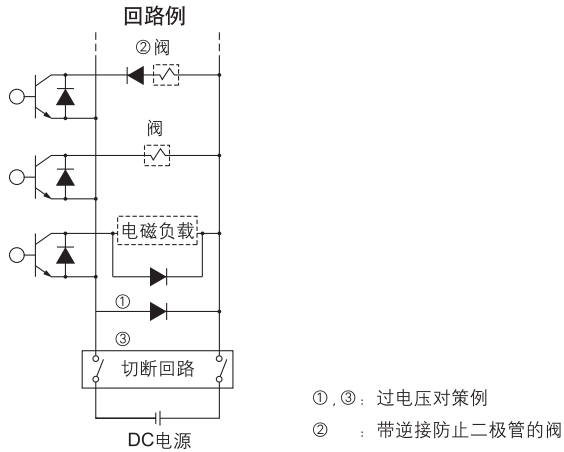 回路例
②阀
阀
电磁负载
①
③
切断回路
DC电源
①,③：过电压对策例
②　：带逆接防止二极管的阀